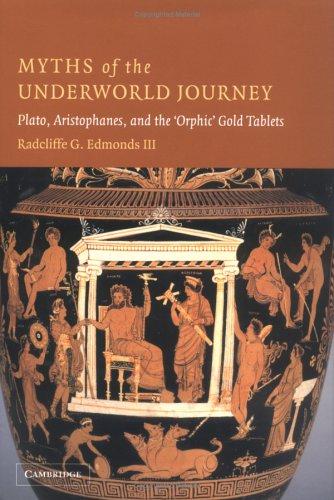 MYTHS of the
UNDERWORLD JOURNEY
Plato, Aristophanes, and the ‘Orphic’ Gold Tablets
Radcliffe G. Edmonds III
CAMBRIDGE